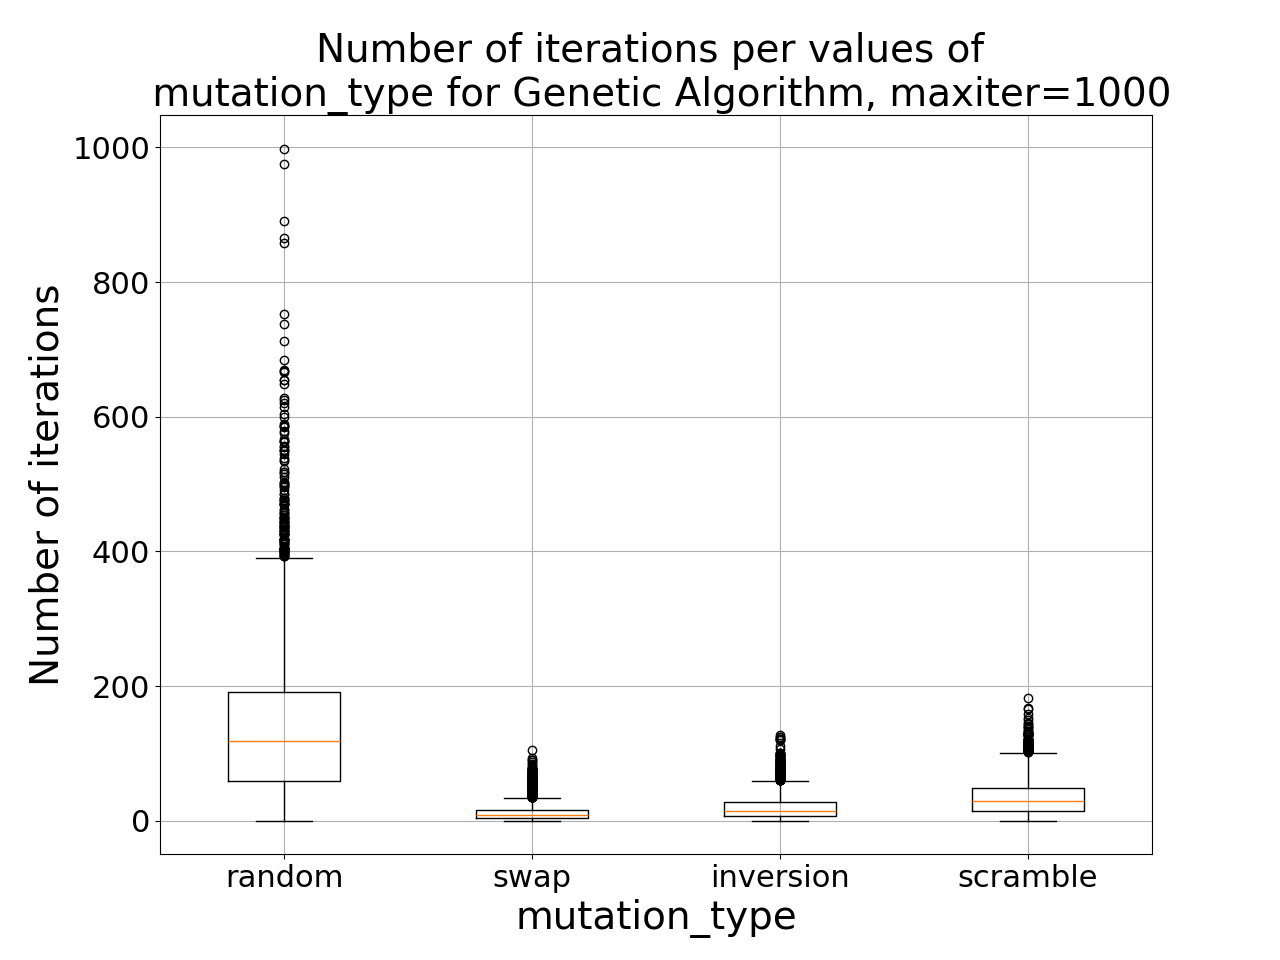 Number of iterations per values of
mutation_type for Genetic Algorithm, maxiter=1000
1000
800
600
400
200
0
Number of iterations
random swap inversion scramble
mutation_type